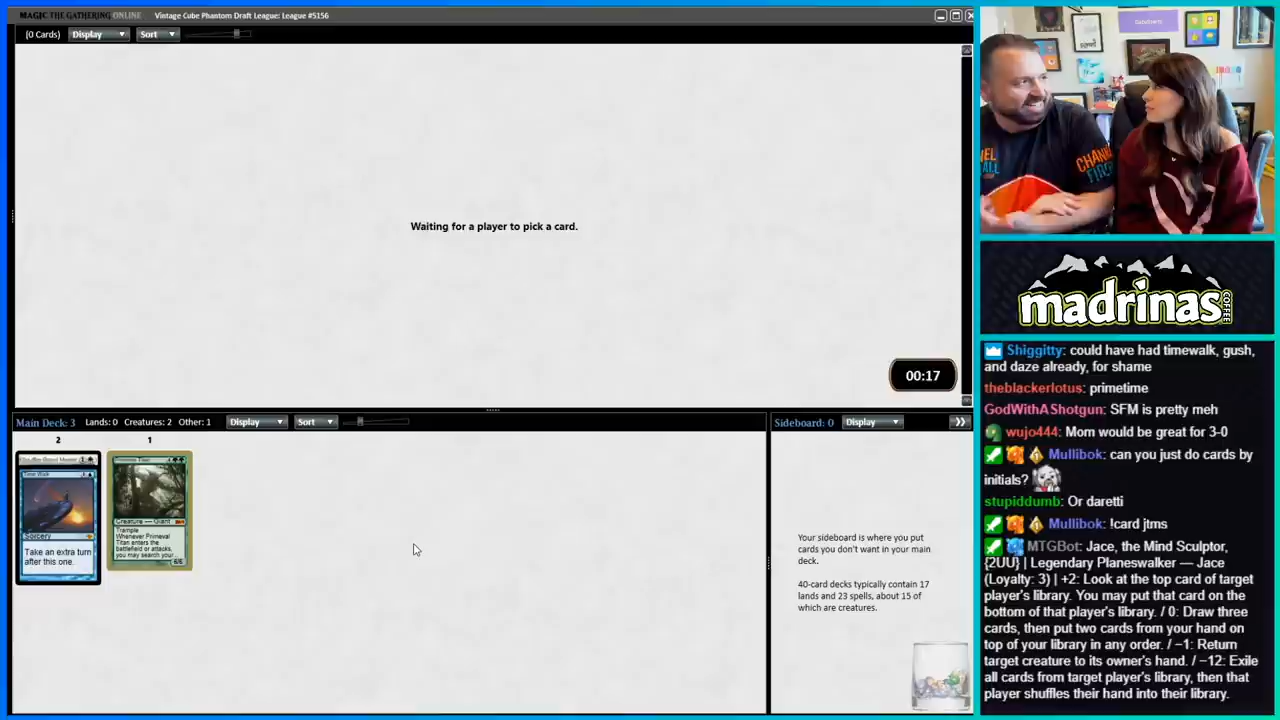 MAGIC THE GATHERING ONLINE Vintage Cube Phantom Draft League: League #5156
(0 Cards) Display Sort
Waiting for a player to pick a card.
00:17
Main Deck: 3 Lands: 0 Creatures: 2 Other: 1 Display Sort
Sideboard: 0 Display
2
1
Time Walk
Sorcery
Take an extra turn
after this one.
Primeval Titan
Creature — Giant
Trample
Whenever Primeval
Titan enters the
battlefield or attacks,
you may search your
6/6
Your sideboard is where you put
cards you don't want in your main
deck.
40-card decks typically contain 17
lands and 23 spells, about 15 of
which are creatures.
CHANNEL
FIRE
madrinas
COFFEE
Shiggitty: could have had timewalk, gush,
and daze already, for shame
theblackerlotus: primetime
GodWithAShotgun: SFM is pretty meh
wujo444: Mom would be great for 3-0
Mullibok: can you just do cards by
initials?
stupiddumb: Or daretti
Mullibok: !card jtms
MTGBot: Jace, the Mind Sculptor,
{2UU} | Legendary Planeswalker — Jace
(Loyalty: 3) | +2: Look at the top card of target
player's library. You may put that card on the
bottom of that player's library. / 0: Draw three
cards, then put two cards from your hand on
top of your library in any order. / −1: Return
target creature to its owner's hand. / −12: Exile
all cards from target player's library, then that
player shuffles their hand into their library.